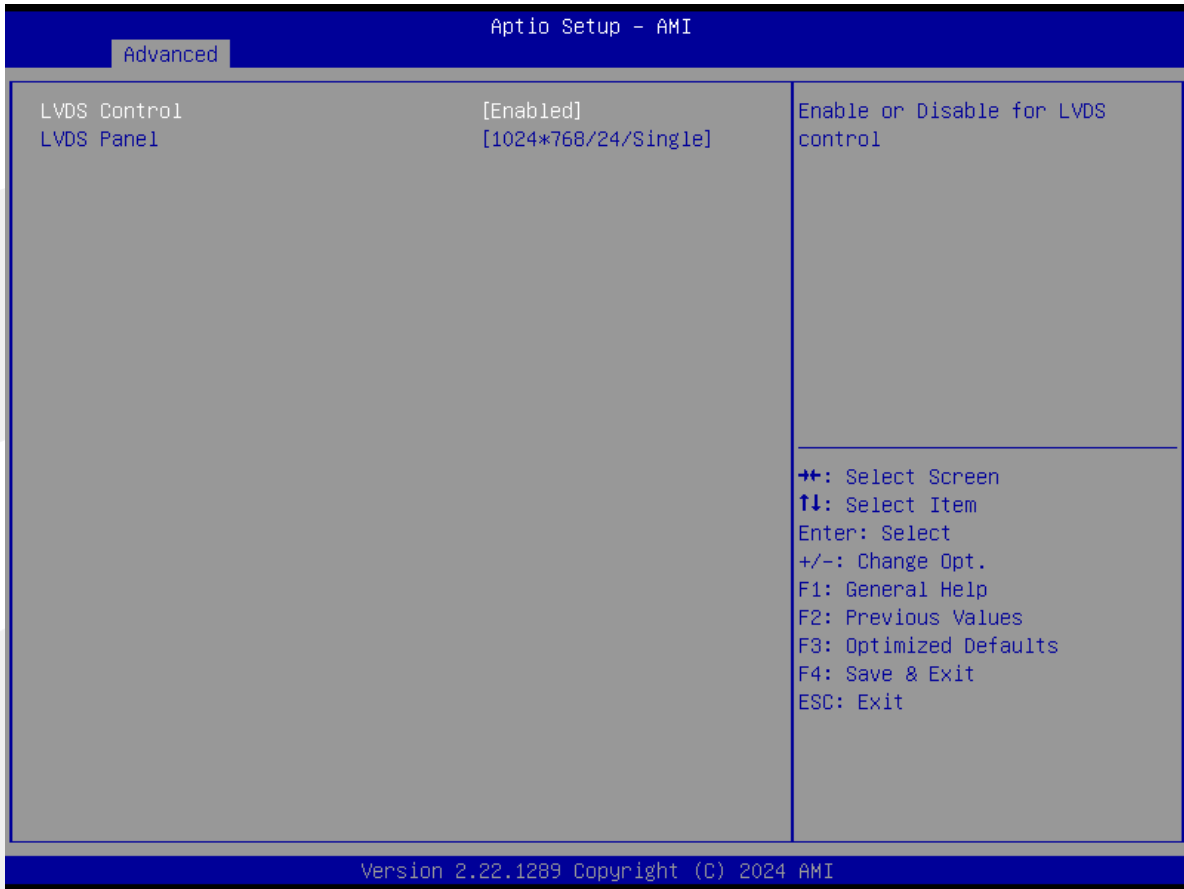 Aptio Setup – AMI
Advanced
LVDS Control [Enabled]
LVDS Panel [1024*768/24/Single]
Enable or Disable for LVDS
control
→←: Select Screen
↑↓: Select Item
Enter: Select
+/-: Change Opt.
F1: General Help
F2: Previous Values
F3: Optimized Defaults
F4: Save & Exit
ESC: Exit
Version 2.22.1289 Copyright (C) 2024 AMI